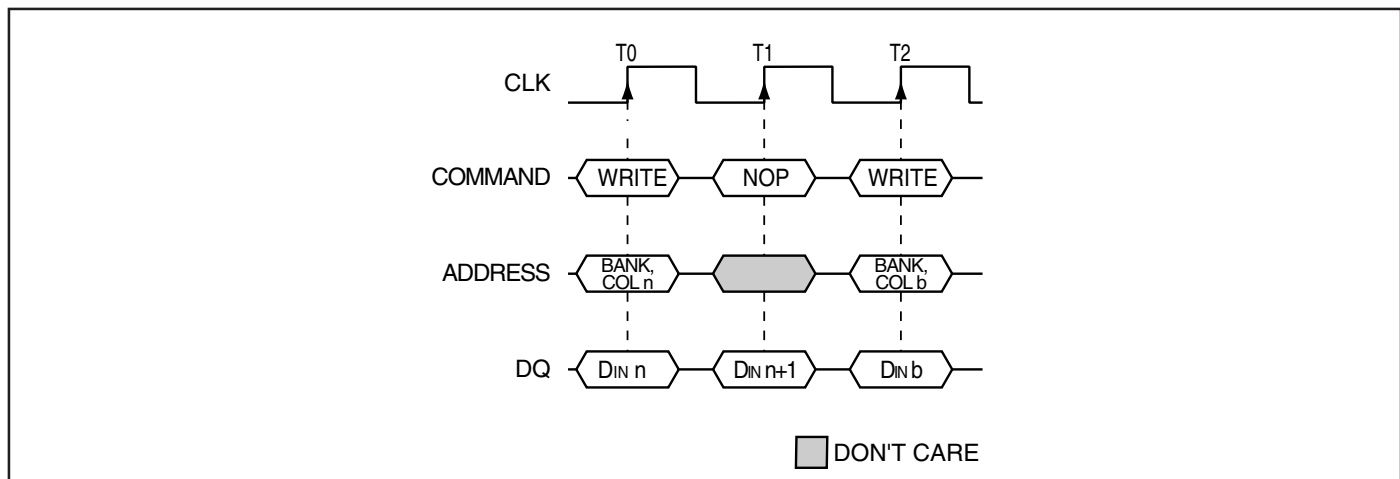 T0 T1 T2
CLK
COMMAND WRITE NOP WRITE
ADDRESS BANK, COL n BANK, COL b
DQ DIN n DIN n+1 DIN b
DON'T CARE